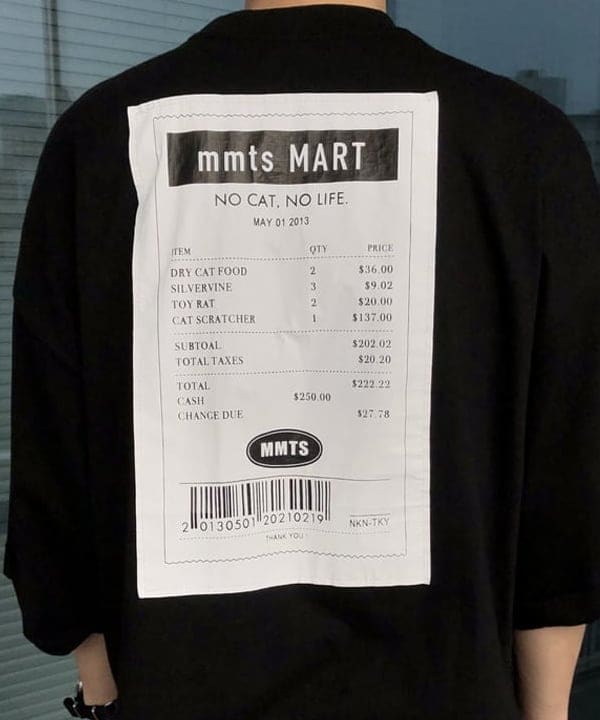 mmts MART
NO CAT, NO LIFE.
MAY 01 2013
ITEM QTY PRICE
DRY CAT FOOD 2 $36.00
SILVERVINE 3 $9.02
TOY RAT 2 $20.00
CAT SCRATCHER 1 $137.00
SUBTOAL $202.02
TOTAL TAXES $20.20
TOTAL $222.22
CASH $250.00
CHANGE DUE $27.78
MMTS
2 0130501 20210219
NKN-TKY
THANK YOU